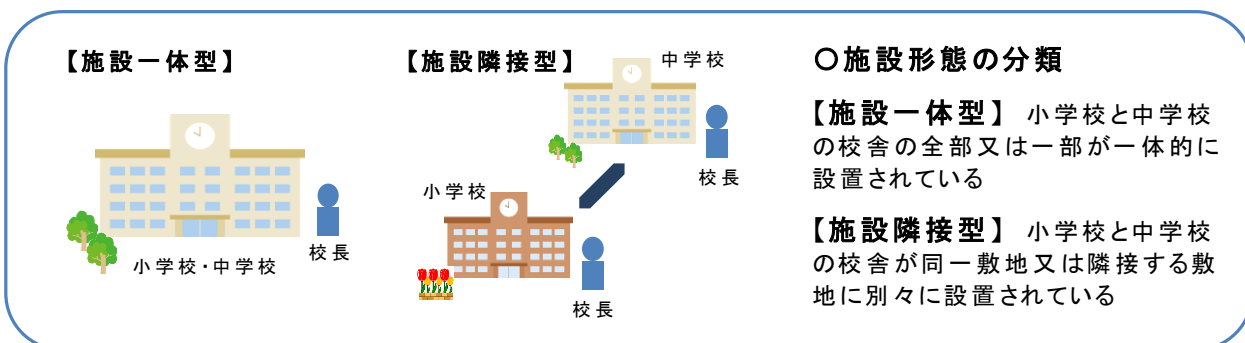 【施設一体型】
小学校・中学校
校長
【施設隣接型】
中学校
校長
小学校
校長
〇施設形態の分類
【施設一体型】 小学校と中学校
の校舎の全部又は一部が一体的に
設置されている
【施設隣接型】 小学校と中学校
の校舎が同一敷地又は隣接する敷
地に別々に設置されている